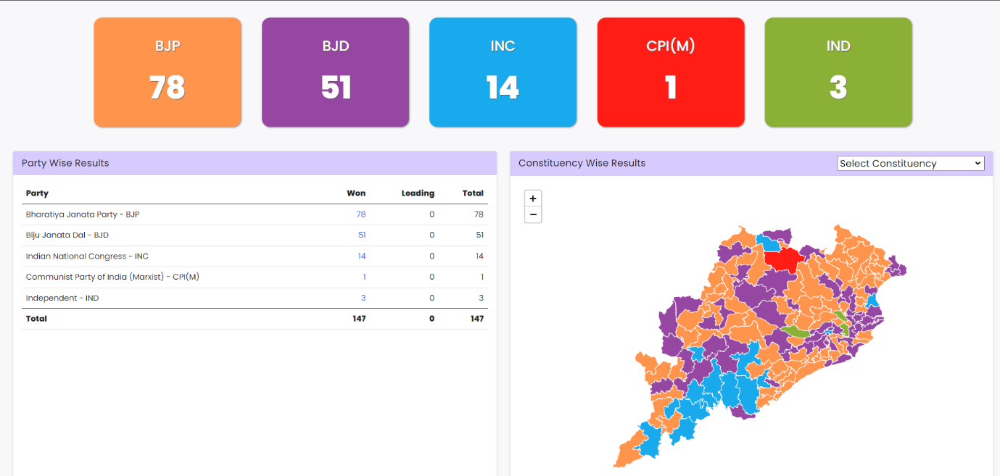 BJP
78
BJD
51
INC
14
CPI(M)
1
IND
3
Party Wise Results
Party Won Leading Total
Bharatiya Janata Party - BJP 78 0 78
Biju Janata Dal - BJD 51 0 51
Indian National Congress - INC 14 0 14
Communist Party of India (Marxist) - CPI(M) 1 0 1
Independent - IND 3 0 3
Total 147 0 147
Constituency Wise Results
Select Constituency
+
−